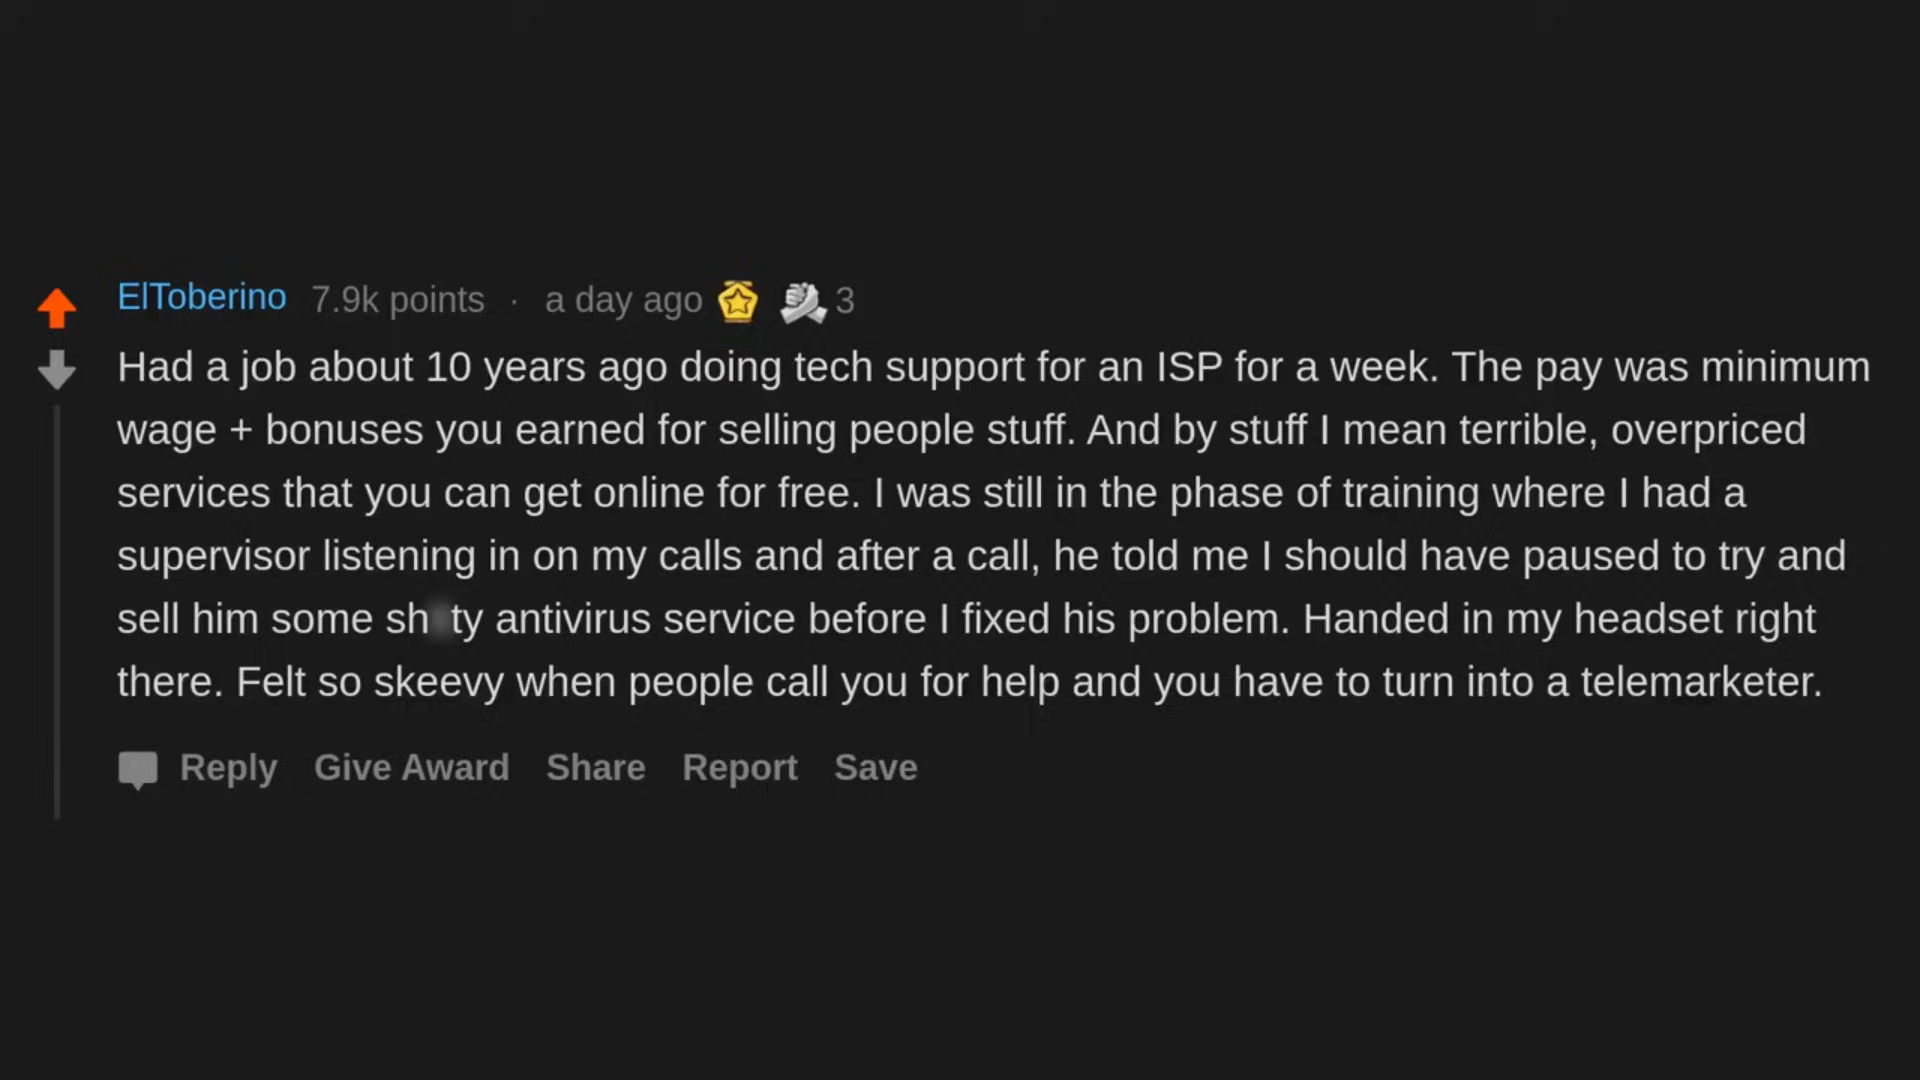 ElToberino 7.9k points · a day ago 3
Had a job about 10 years ago doing tech support for an ISP for a week. The pay was minimum
wage + bonuses you earned for selling people stuff. And by stuff I mean terrible, overpriced
services that you can get online for free. I was still in the phase of training where I had a
supervisor listening in on my calls and after a call, he told me I should have paused to try and
sell him some sh ty antivirus service before I fixed his problem. Handed in my headset right
there. Felt so skeevy when people call you for help and you have to turn into a telemarketer.
Reply Give Award Share Report Save